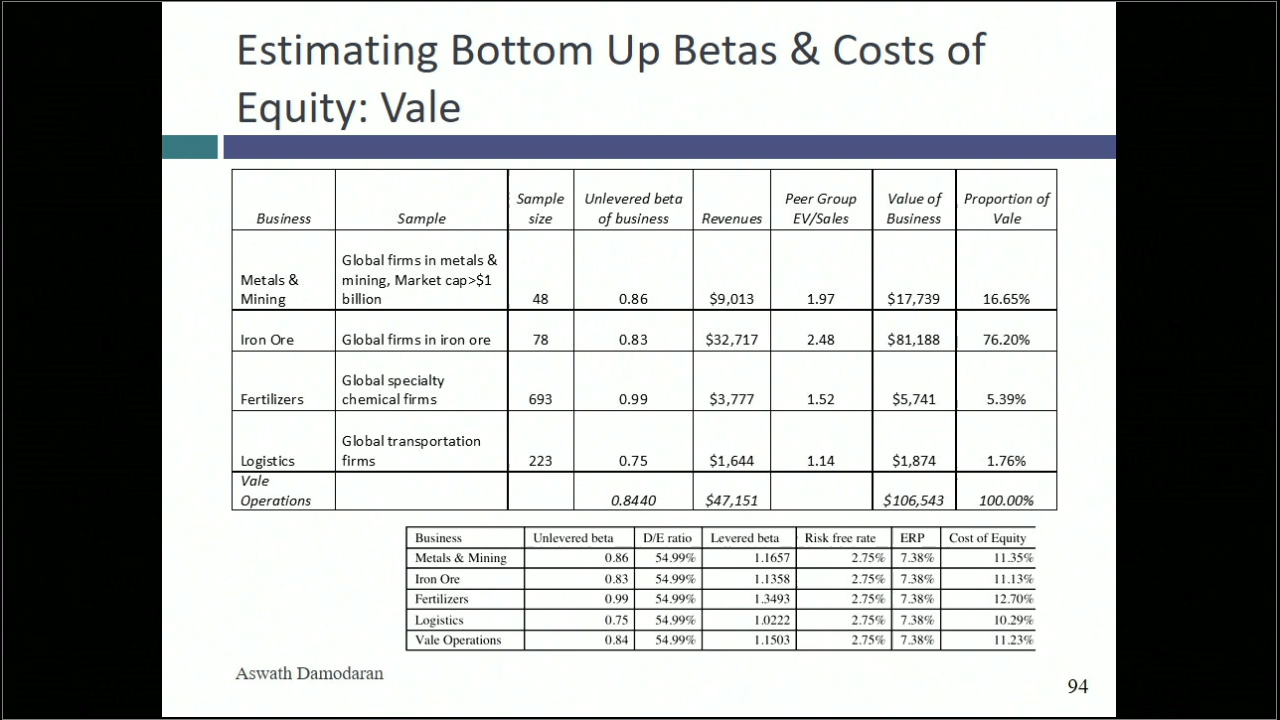 Estimating Bottom Up Betas & Costs of
Equity: Vale
Business Sample Sample size Unlevered beta of business Revenues Peer Group EV/Sales Value of Business Proportion of Vale
Metals & Mining Global firms in metals & mining, Market cap>$1 billion 48 0.86 $9,013 1.97 $17,739 16.65%
Iron Ore Global firms in iron ore 78 0.83 $32,717 2.48 $81,188 76.20%
Fertilizers Global specialty chemical firms 693 0.99 $3,777 1.52 $5,741 5.39%
Logistics Global transportation firms 223 0.75 $1,644 1.14 $1,874 1.76%
Vale Operations 0.8440 $47,151 $106,543 100.00%
Business Unlevered beta D/E ratio Levered beta Risk free rate ERP Cost of Equity
Metals & Mining 0.86 54.99% 1.1657 2.75% 7.38% 11.35%
Iron Ore 0.83 54.99% 1.1358 2.75% 7.38% 11.13%
Fertilizers 0.99 54.99% 1.3493 2.75% 7.38% 12.70%
Logistics 0.75 54.99% 1.0222 2.75% 7.38% 10.29%
Vale Operations 0.84 54.99% 1.1503 2.75% 7.38% 11.23%
Aswath Damodaran
94